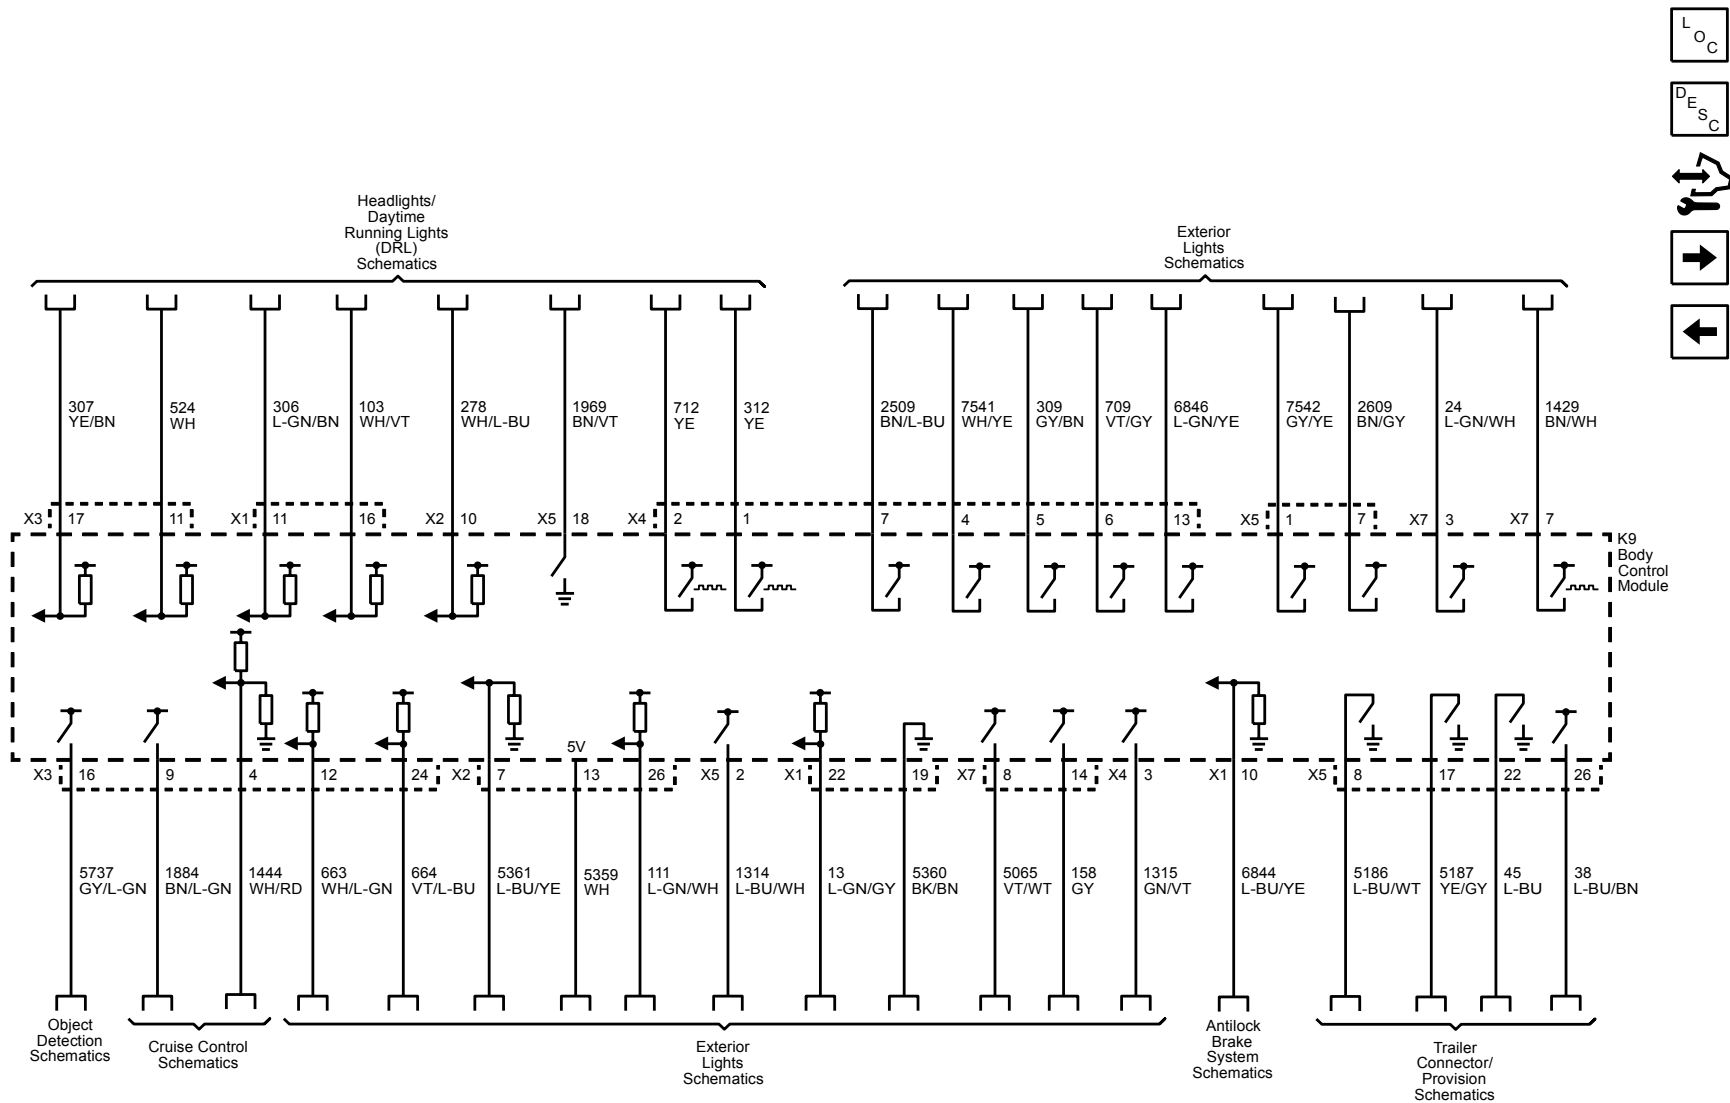 L
O
C
D
E
S
C
Headlights/
Daytime
Running Lights
(DRL)
Schematics
Exterior
Lights
Schematics
307
YE/BN
524
WH
306
L-GN/BN
103
WH/VT
278
WH/L-BU
1969
BN/VT
712
YE
312
YE
2509
BN/L-BU
7541
WH/YE
309
GY/BN
709
VT/GY
6846
L-GN/YE
7542
GY/YE
2609
BN/GY
24
L-GN/WH
1429
BN/WH
X3 17 11 X1 11 16 X2 10 X5 18 X4 2 1 7 4 5 6 13 X5 1 7 X7 3 X7 7
K9
Body
Control
Module
5V
X3 16 9 4 12 24 X2 7 13 26 X5 2 X1 22 19 X7 8 14 X4 3 X1 10 X5 8 17 22 26
5737
GY/L-GN
1884
BN/L-GN
1444
WH/RD
663
WH/L-GN
664
VT/L-BU
5361
L-BU/YE
5359
WH
111
L-GN/WH
1314
L-BU/WH
13
L-GN/GY
5360
BK/BN
5065
VT/WT
158
GY
1315
GN/VT
6844
L-BU/YE
5186
L-BU/WT
5187
YE/GY
45
L-BU
38
L-BU/BN
Object
Detection
Schematics
Cruise Control
Schematics
Exterior
Lights
Schematics
Antilock
Brake
System
Schematics
Trailer
Connector/
Provision
Schematics